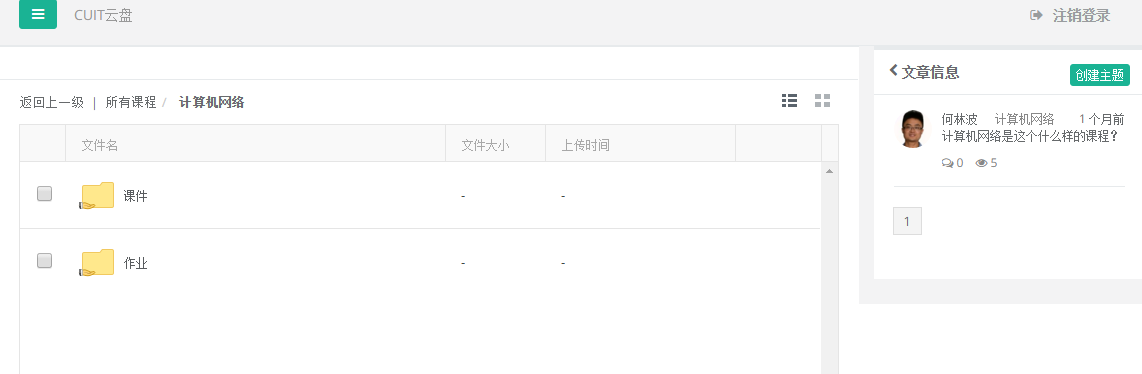 CUIT云盘
注销登录
返回上一级 | 所有课程 / 计算机网络
文件名 文件大小 上传时间
课件 - -
作业 - -
文章信息 创建主题
何林波 计算机网络 1 个月前
计算机网络是这个什么样的课程？
0 5
1